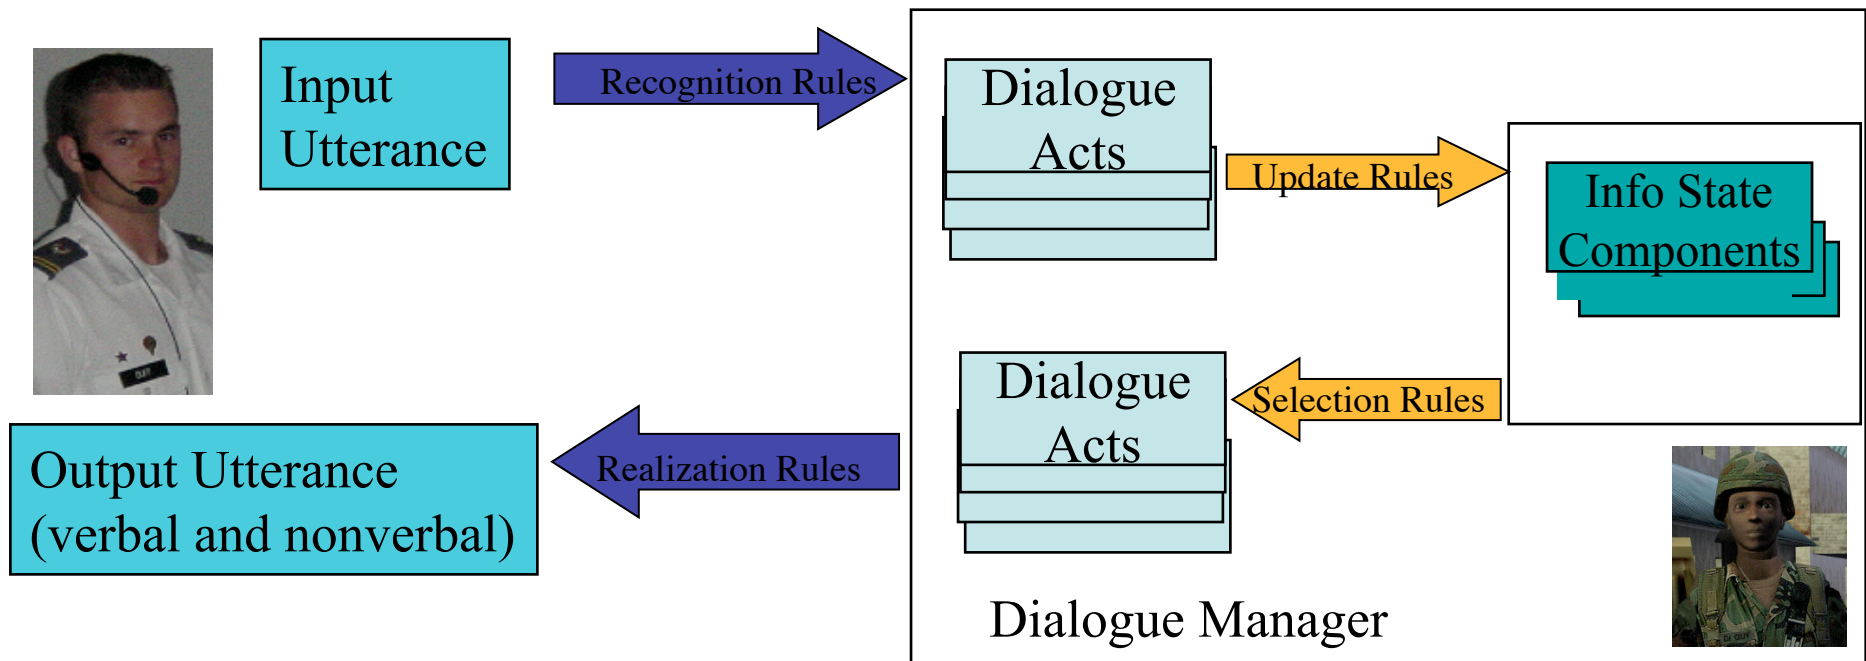 Input
Utterance
Recognition Rules
Dialogue
Acts
Update Rules
Info State
Components
Dialogue
Acts
Selection Rules
Realization Rules
Output Utterance
(verbal and nonverbal)
Dialogue Manager